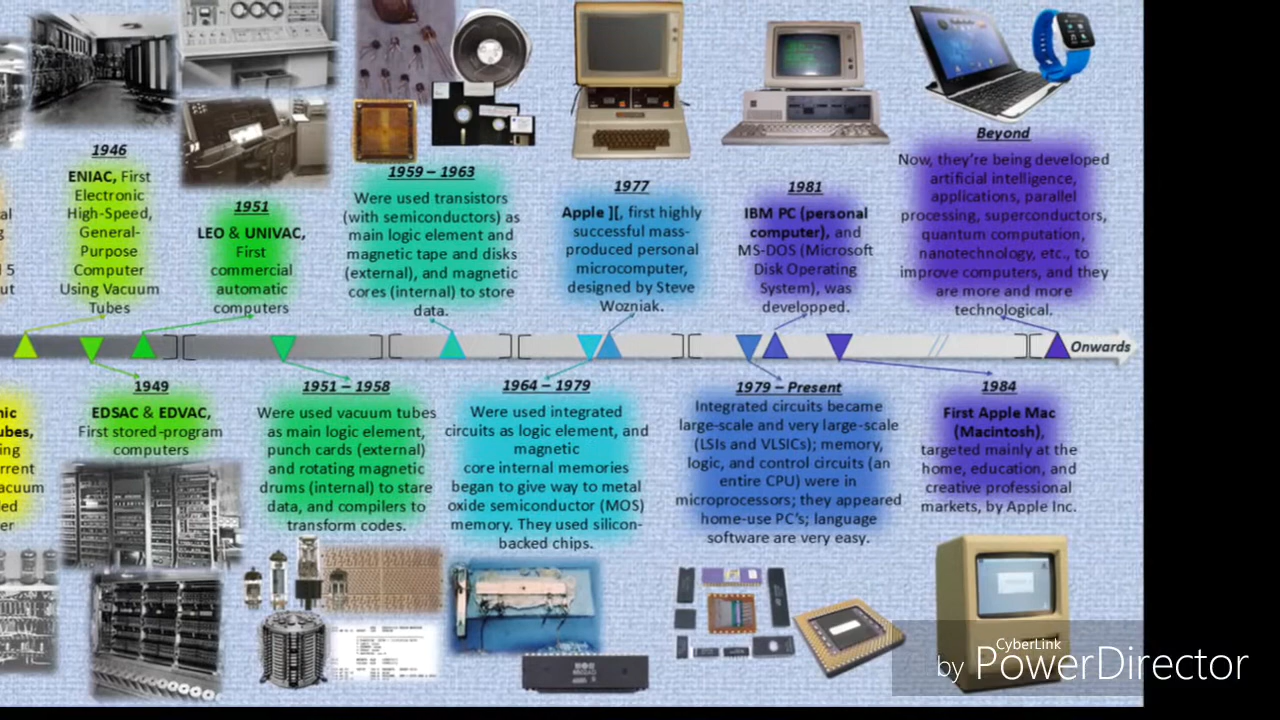 1946
ENIAC, First
Electronic
High-Speed,
General-
Purpose
Computer
Using Vacuum
Tubes
1951
LEO & UNIVAC,
First
commercial
automatic
computers
1959 – 1963
Were used transistors
(with semiconductors) as
main logic element and
magnetic tape and disks
(external), and magnetic
cores (internal) to store
data.
1977
Apple ][, first highly
successful mass-
produced personal
microcomputer,
designed by Steve
Wozniak.
1981
IBM PC (personal
computer), and
MS-DOS (Microsoft
Disk Operating
System), was
developped.
Beyond
Now, they're being developed
artificial intelligence,
applications, parallel
processing, superconductors,
quantum computation,
nanotechnology, etc., to
improve computers, and they
are more and more
technological.
Onwards
1949
EDSAC & EDVAC,
First stored-program
computers
1951 – 1958
Were used vacuum tubes
as main logic element,
punch cards (external)
and rotating magnetic
drums (internal) to stare
data, and compilers to
transform codes.
1964 - 1979
Were used integrated
circuits as logic element, and
magnetic
core internal memories
began to give way to metal
oxide semiconductor (MOS)
memory. They used silicon-
backed chips.
1979 – Present
Integrated circuits became
large-scale and very large-scale
(LSIs and VLSICs); memory,
logic, and control circuits (an
entire CPU) were in
microprocessors; they appeared
home-use PC's; language
software are very easy.
1984
First Apple Mac
(Macintosh),
targeted mainly at the
home, education, and
creative professional
markets, by Apple Inc.
CyberLink
by PowerDirector